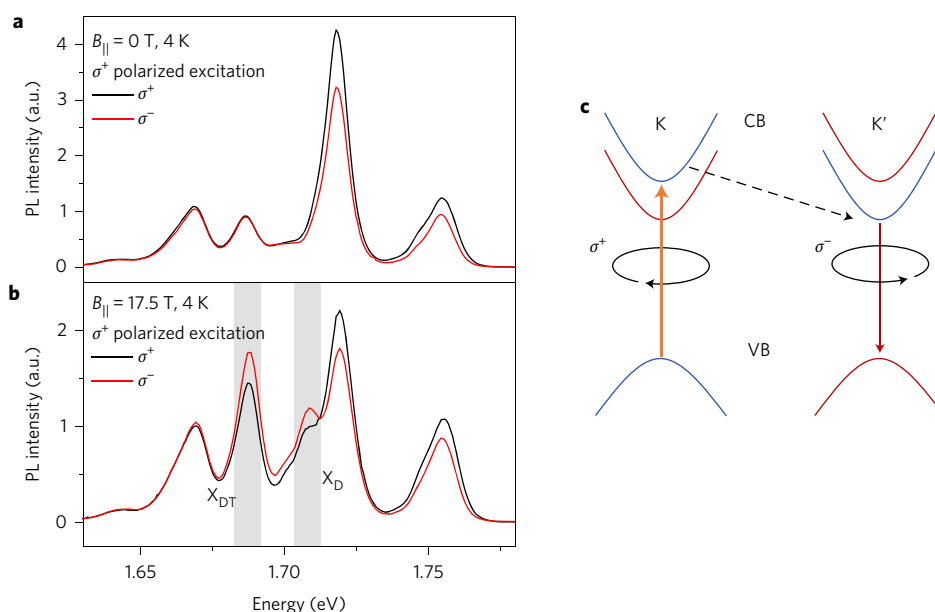 a
B|| = 0 T, 4 K
σ+ polarized excitation
σ+
σ−
PL intensity (a.u.)
4
3
2
1
0
b
B|| = 17.5 T, 4 K
σ+ polarized excitation
σ+
σ−
PL intensity (a.u.)
2
1
0
XDT
XD
1.65
1.70
1.75
Energy (eV)
c
K
CB
K’
σ+
σ−
VB